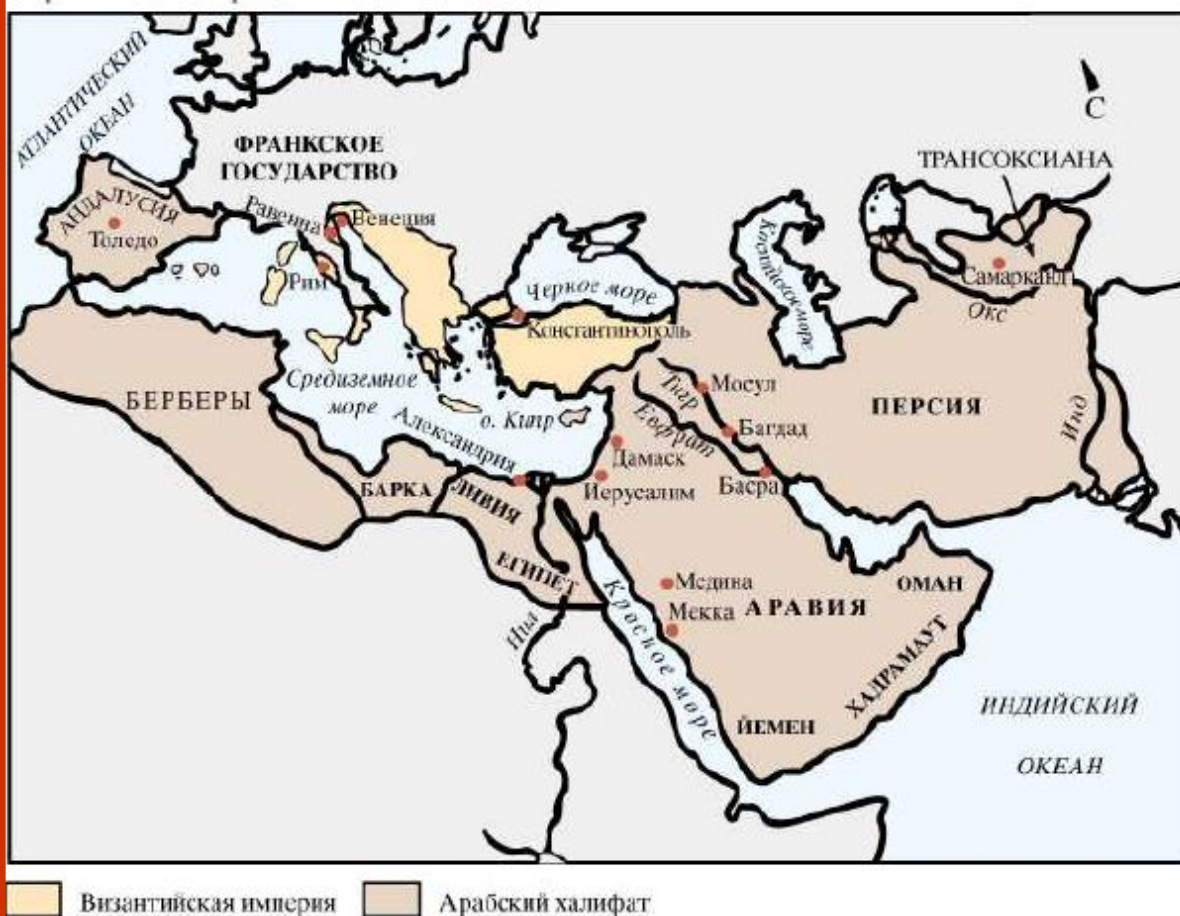 АТЛАНТИЧЕСКИЙ
ОКЕАН
ФРАНКСКОЕ
ГОСУДАРСТВО
С
ТРАНСОКСИАНА
АНДАЛУСИЯ
Толедо
Равенна
Венеция
Рим
Черное море
Каспийское море
Самарканд
Окс
Константинополь
Средиземное
море
БЕРБЕРЫ
о. Кипр
Александрия
Тигр
Евфрат
Мосул
Багдад
ПЕРСИЯ
Инд
Дамаск
Иерусалим
Басра
БАРКА
ЛИВИЯ
ЕГИПЕТ
Нил
Красное море
Медина
Мекка
АРАВИЯ
ОМАН
ХАДРАМАУТ
ЙЕМЕН
ИНДИЙСКИЙ
ОКЕАН
Византийская империя
Арабский халифат